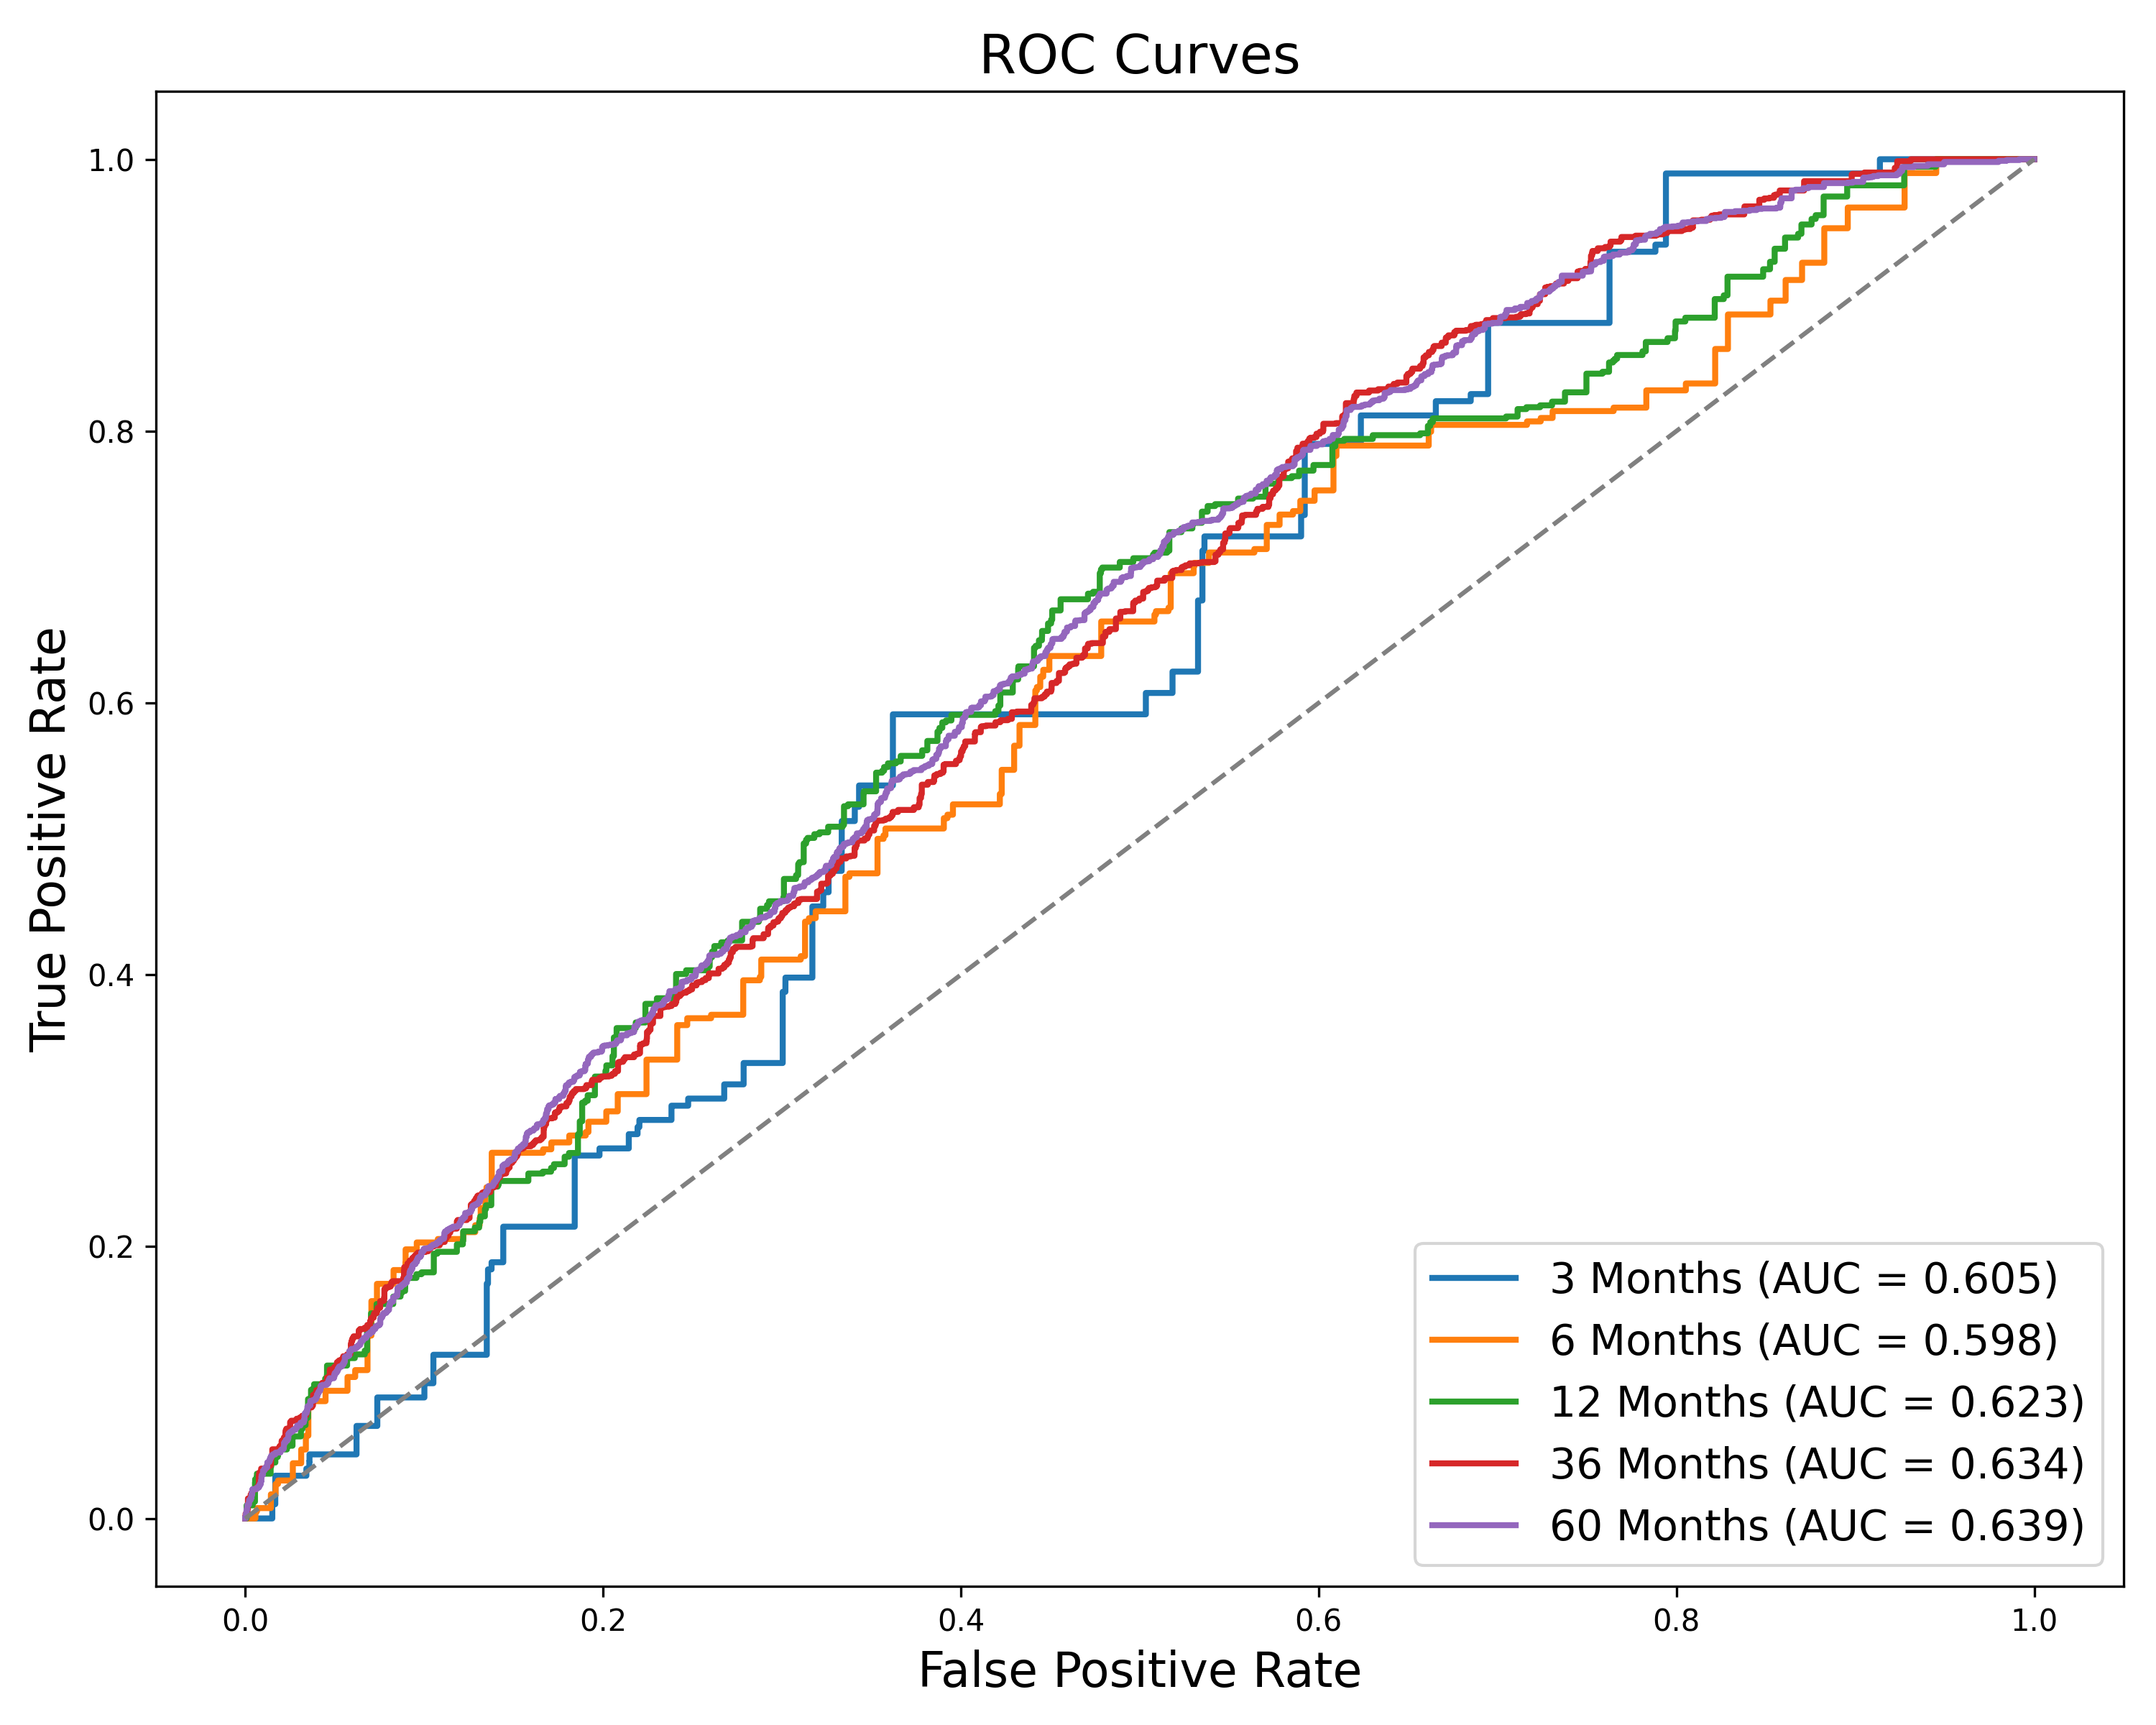 ROC Curves
1.0
0.8
0.6
0.4
0.2
0.0
True Positive Rate
0.0 0.2 0.4 0.6 0.8 1.0
False Positive Rate
3 Months (AUC = 0.605)
6 Months (AUC = 0.598)
12 Months (AUC = 0.623)
36 Months (AUC = 0.634)
60 Months (AUC = 0.639)